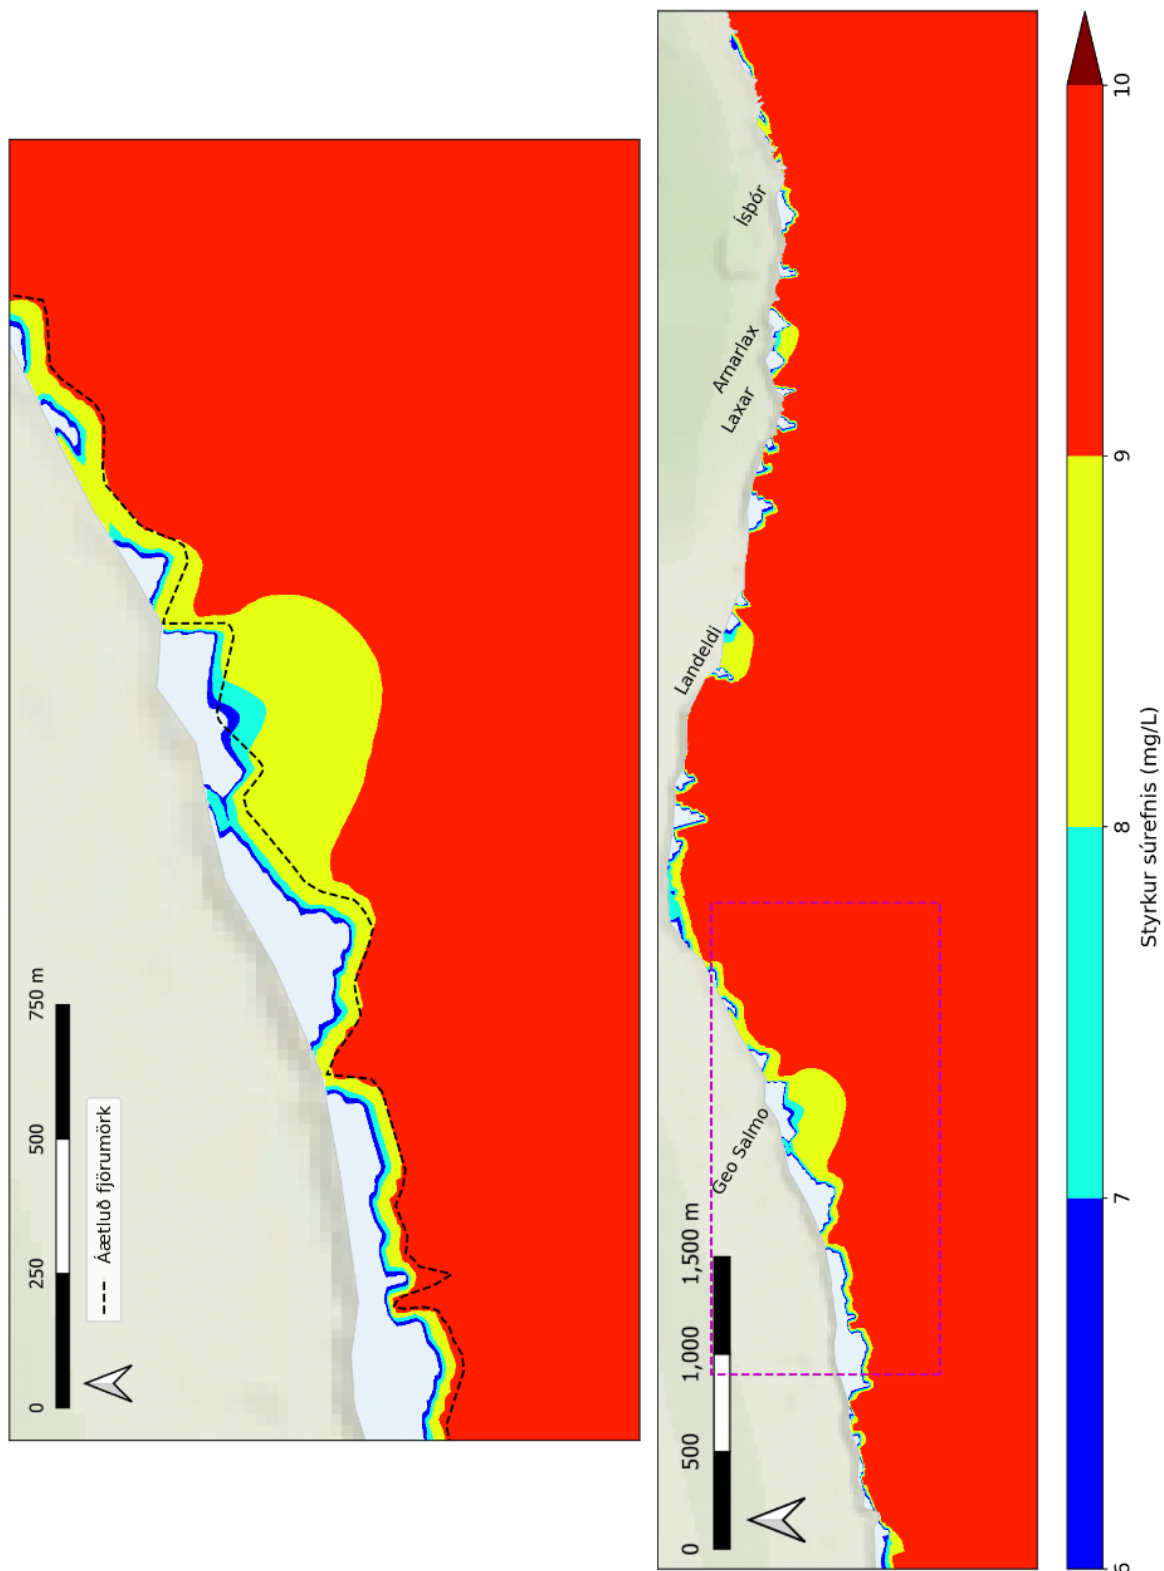 0 250 500 750 m
Áætluð fjörumörk
0 500 1,000 1,500 m
Geo Salmo
Landeldi
Laxar
Arnarlax
Ísþór
6 7 8 9 10
Styrkur súrefnis (mg/L)